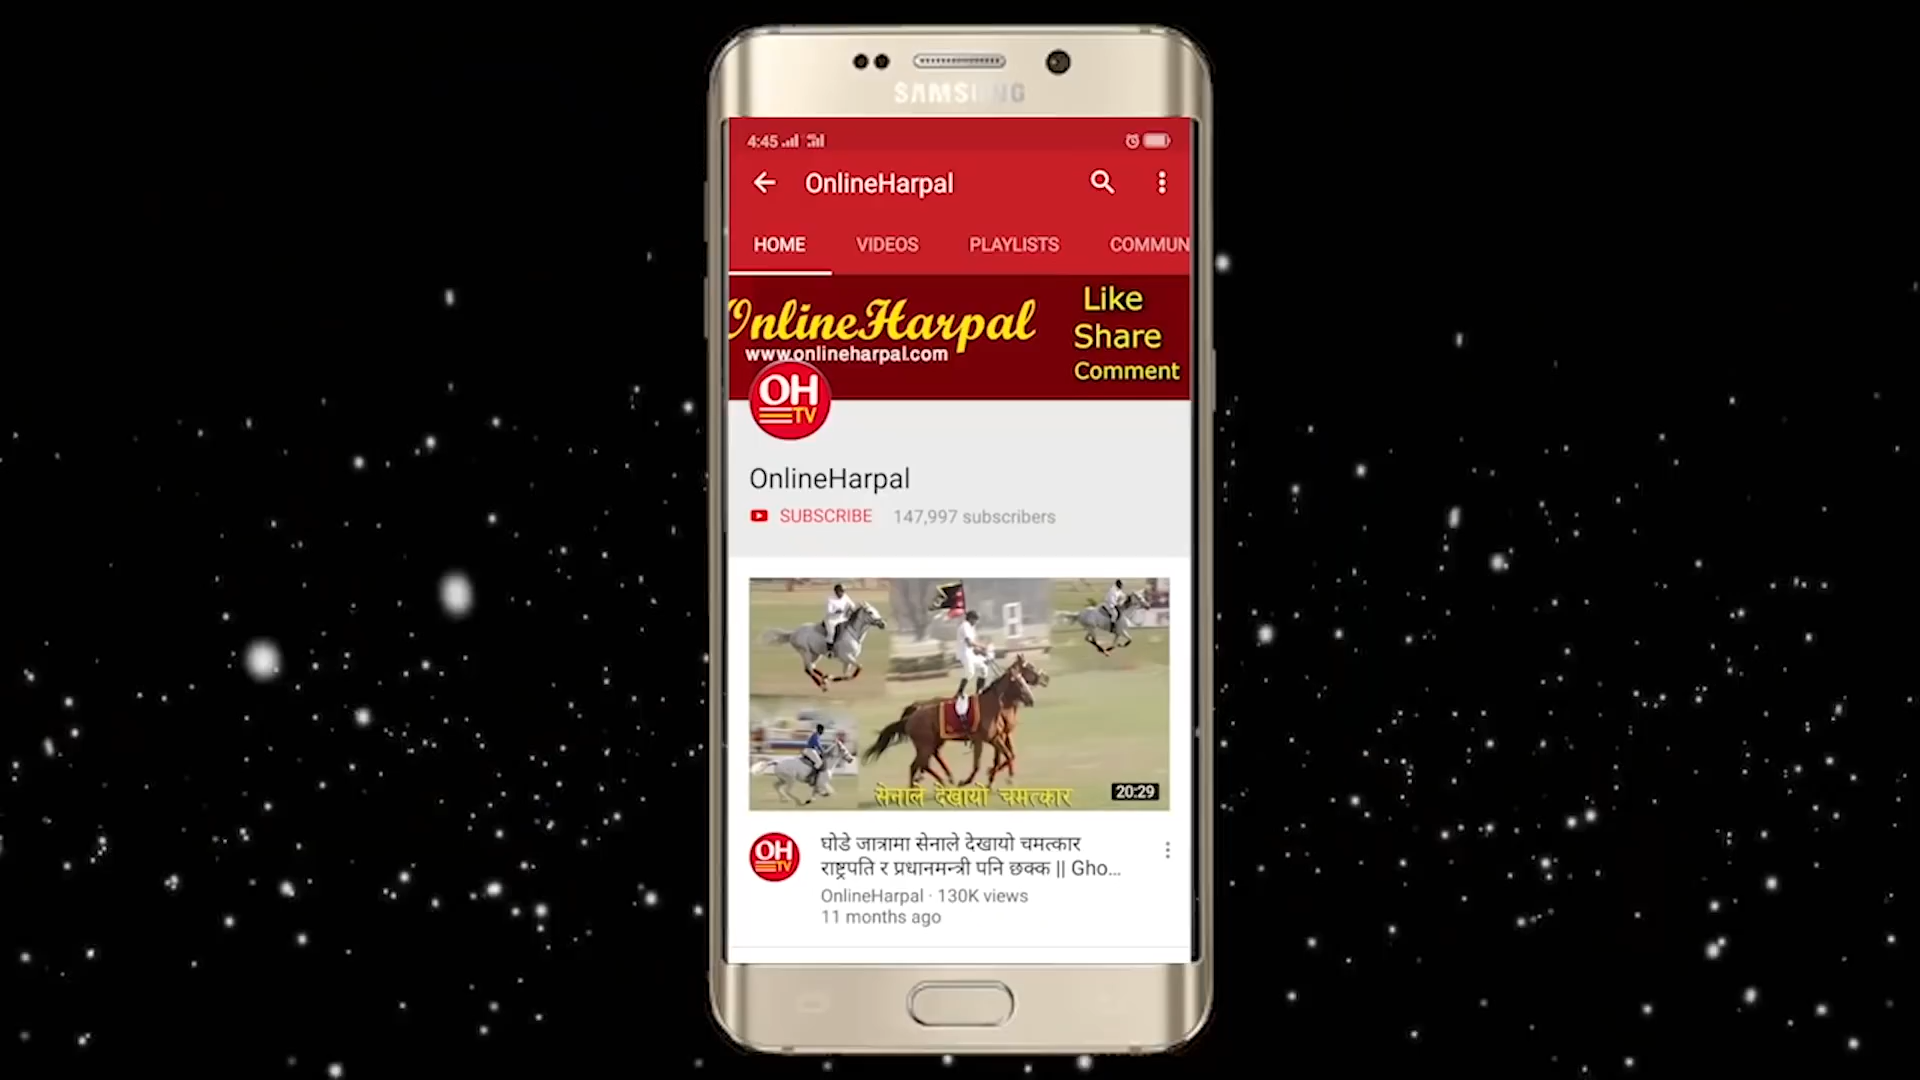 SAMSUNG
4:45
OnlineHarpal
HOME VIDEOS PLAYLISTS COMMUN
OnlineHarpal
www.onlineharpal.com
Like
Share
Comment
OH
TV
OnlineHarpal
SUBSCRIBE 147,997 subscribers
सेनाले देखायो चमत्कार
20:29
OH
TV
घोडे जात्रामा सेनाले देखायो चमत्कार
राष्ट्रपति र प्रधानमन्त्री पनि छक्क || Gho...
OnlineHarpal · 130K views
11 months ago